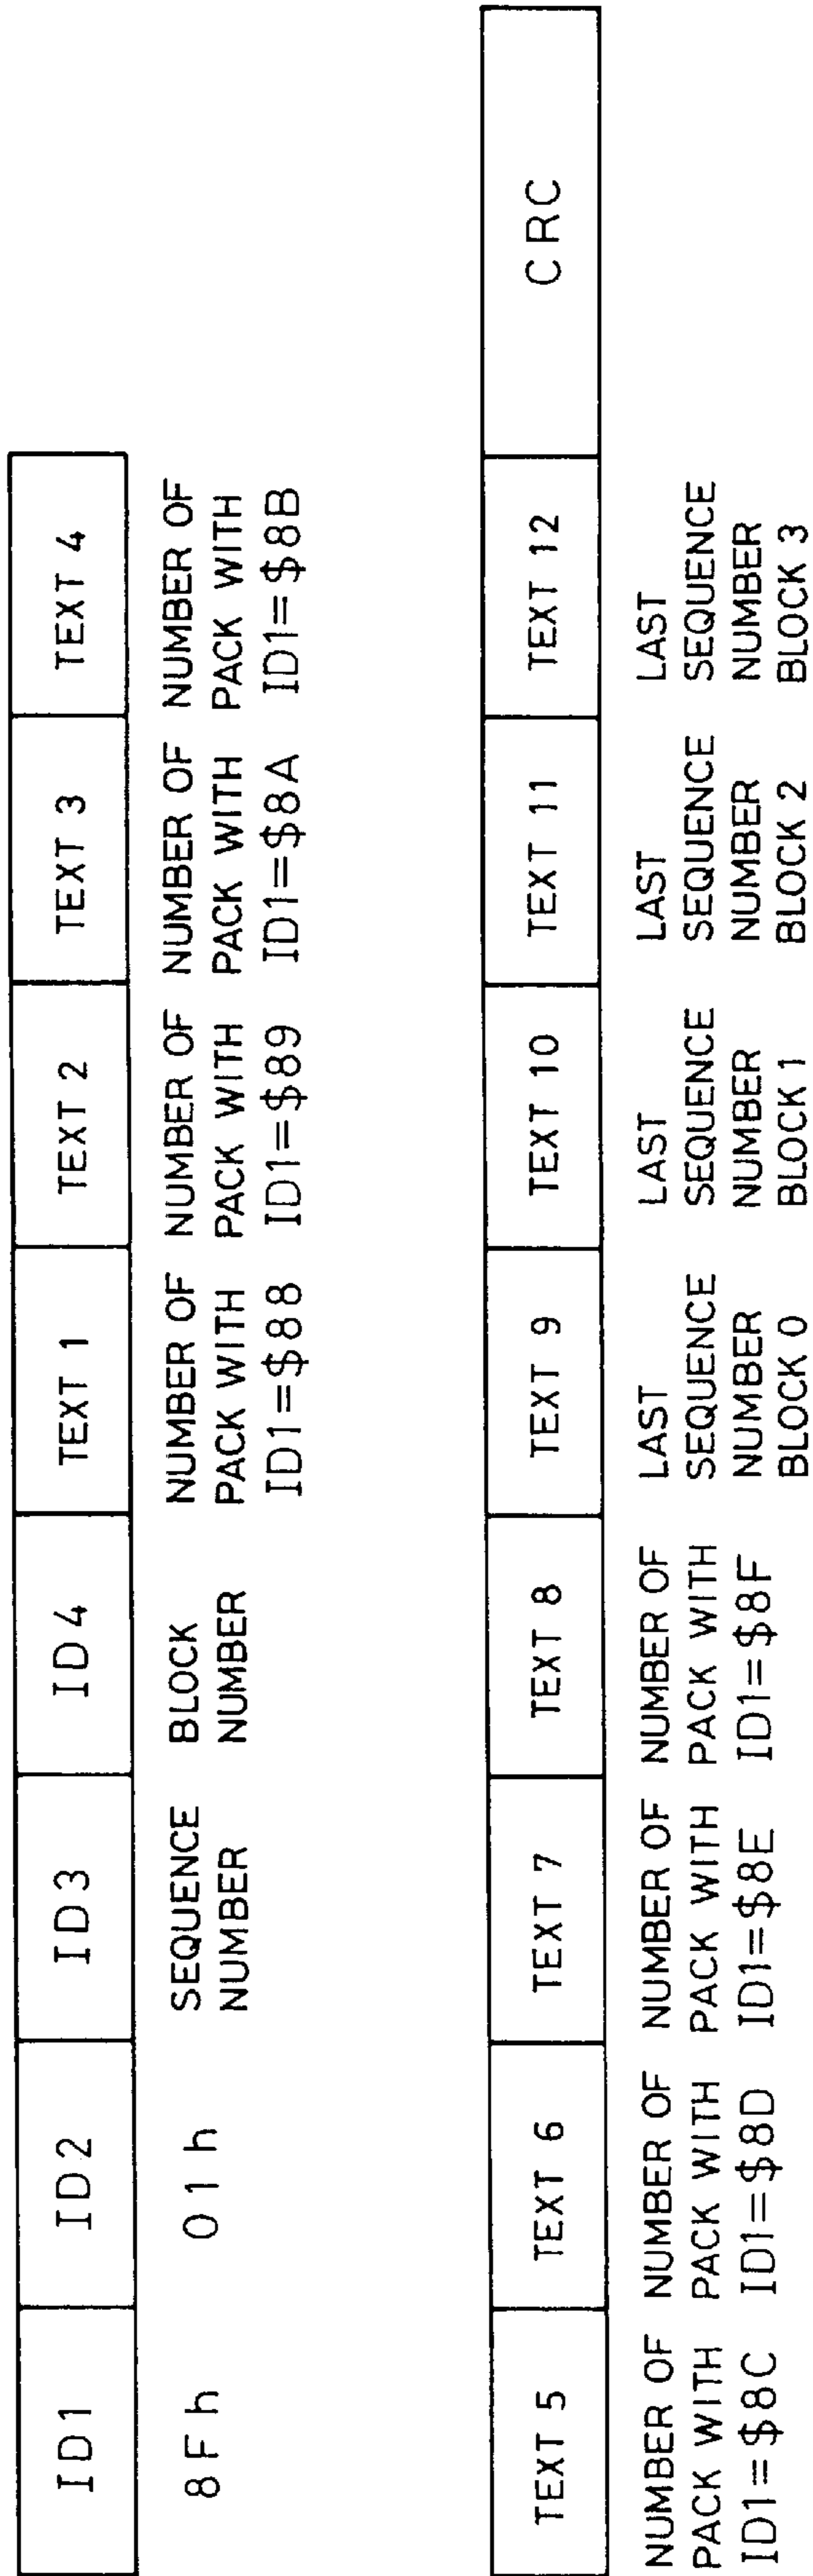 ID1 ID2 ID3 ID4 TEXT 1 TEXT 2 TEXT 3 TEXT 4
8Fh 01h SEQUENCE BLOCK NUMBER OF NUMBER OF NUMBER OF NUMBER OF
NUMBER NUMBER PACK WITH PACK WITH PACK WITH PACK WITH
ID1=$88 ID1=$89 ID1=$8A ID1=$8B
TEXT 5 TEXT 6 TEXT 7 TEXT 8 TEXT 9 TEXT 10 TEXT 11 TEXT 12 CRC
NUMBER OF NUMBER OF NUMBER OF NUMBER OF LAST LAST LAST LAST
PACK WITH PACK WITH PACK WITH PACK WITH SEQUENCE SEQUENCE SEQUENCE SEQUENCE
ID1=$8C ID1=$8D ID1=$8E ID1=$8F NUMBER NUMBER NUMBER NUMBER
BLOCK 0 BLOCK 1 BLOCK 2 BLOCK 3